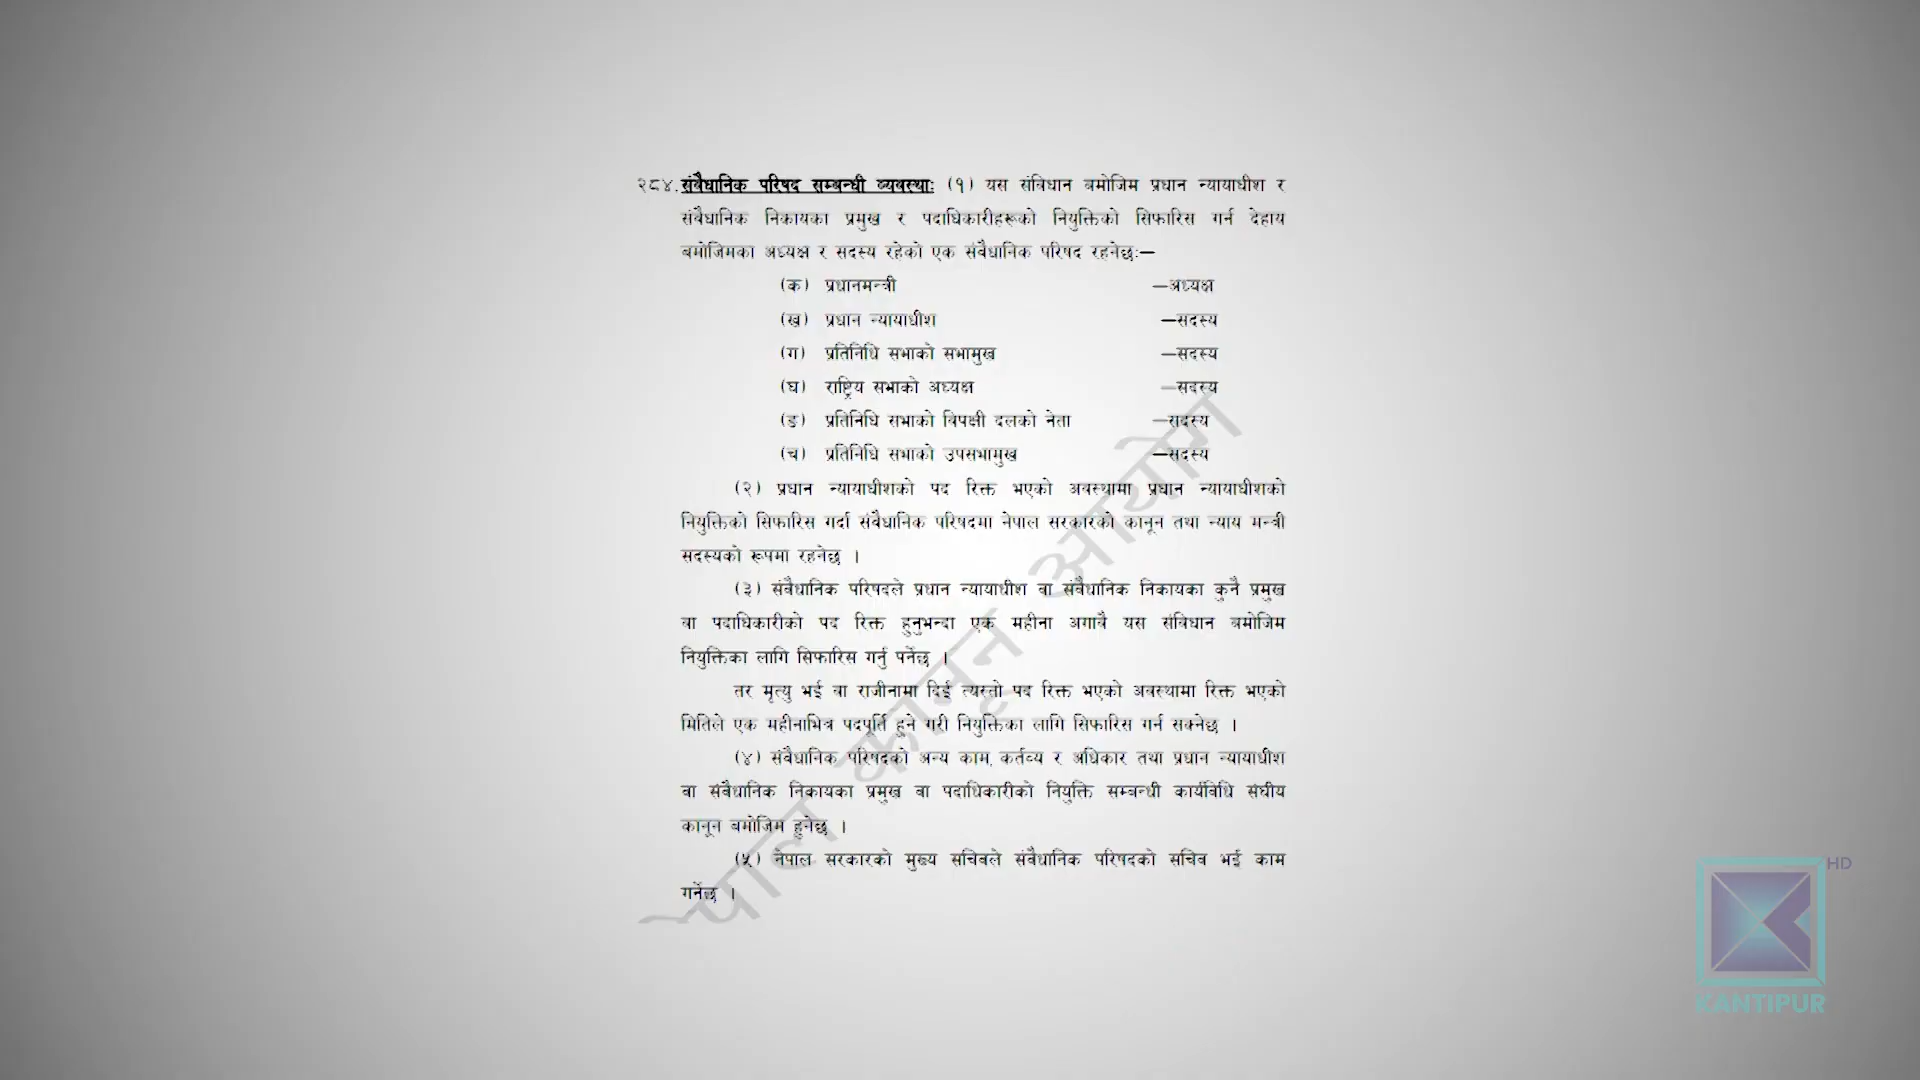 २८४. संवैधानिक परिषद सम्बन्धी व्यवस्थाः (१) यस संविधान बमोजिम प्रधान न्यायाधीश र
संवैधानिक निकायका प्रमुख र पदाधिकारीहरूको नियुक्तिको सिफारिस गर्न देहाय
बमोजिमका अध्यक्ष र सदस्य रहेको एक संवैधानिक परिषद रहनेछः–
(क) प्रधानमन्त्री –अध्यक्ष
(ख) प्रधान न्यायाधीश –सदस्य
(ग) प्रतिनिधि सभाको सभामुख –सदस्य
(घ) राष्ट्रिय सभाको अध्यक्ष –सदस्य
(ङ) प्रतिनिधि सभाको विपक्षी दलको नेता –सदस्य
(च) प्रतिनिधि सभाको उपसभामुख –सदस्य
(२) प्रधान न्यायाधीशको पद रिक्त भएको अवस्थामा प्रधान न्यायाधीशको
नियुक्तिको सिफारिस गर्दा संवैधानिक परिषदमा नेपाल सरकारको कानून तथा न्याय मन्त्री
सदस्यको रूपमा रहनेछ ।
(३) संवैधानिक परिषदले प्रधान न्यायाधीश वा संवैधानिक निकायका कुनै प्रमुख
वा पदाधिकारीको पद रिक्त हुनुभन्दा एक महीना अगावै यस संविधान बमोजिम
नियुक्तिका लागि सिफारिस गर्नु पर्नेछ ।
तर मृत्यु भई वा राजीनामा दिई त्यस्तो पद रिक्त भएको अवस्थामा रिक्त भएको
मितिले एक महीनाभित्र पदपूर्ति हुने गरी नियुक्तिका लागि सिफारिस गर्न सक्नेछ ।
(४) संवैधानिक परिषदको अन्य काम, कर्तव्य र अधिकार तथा प्रधान न्यायाधीश
वा संवैधानिक निकायका प्रमुख वा पदाधिकारीको नियुक्ति सम्बन्धी कार्यविधि संघीय
कानून बमोजिम हुनेछ ।
(५) नेपाल सरकारको मुख्य सचिवले संवैधानिक परिषदको सचिव भई काम
गर्नेछ ।
नेपाल कानून आयोग
HD
KANTIPUR